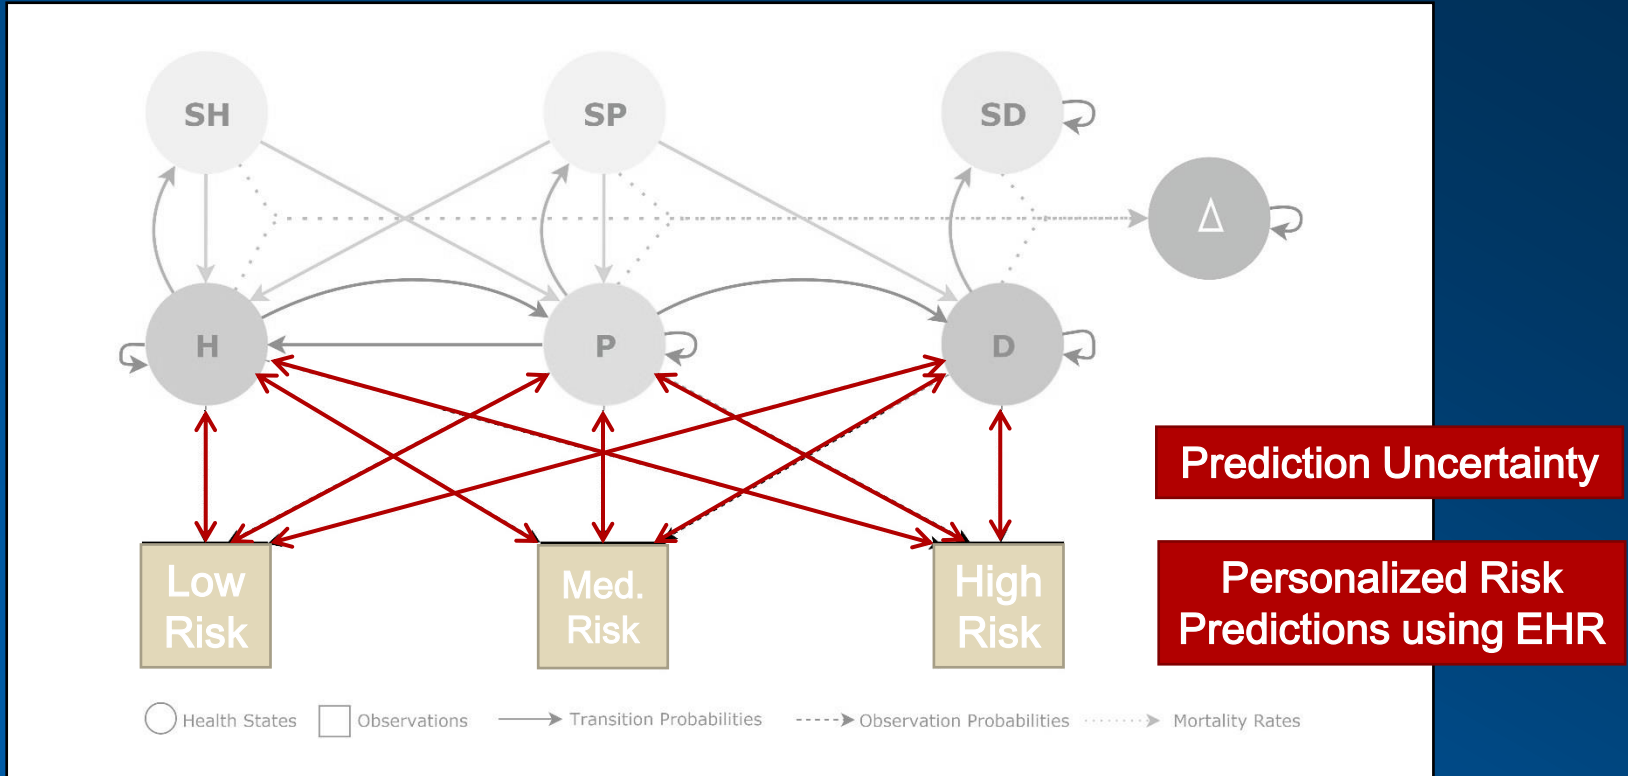 SH
SP
SD
Δ
H
P
D
Prediction Uncertainty
Low
Risk
Med.
Risk
High
Risk
Personalized Risk
Predictions using EHR
Health States
Observations
Transition Probabilities
Observation Probabilities
Mortality Rates